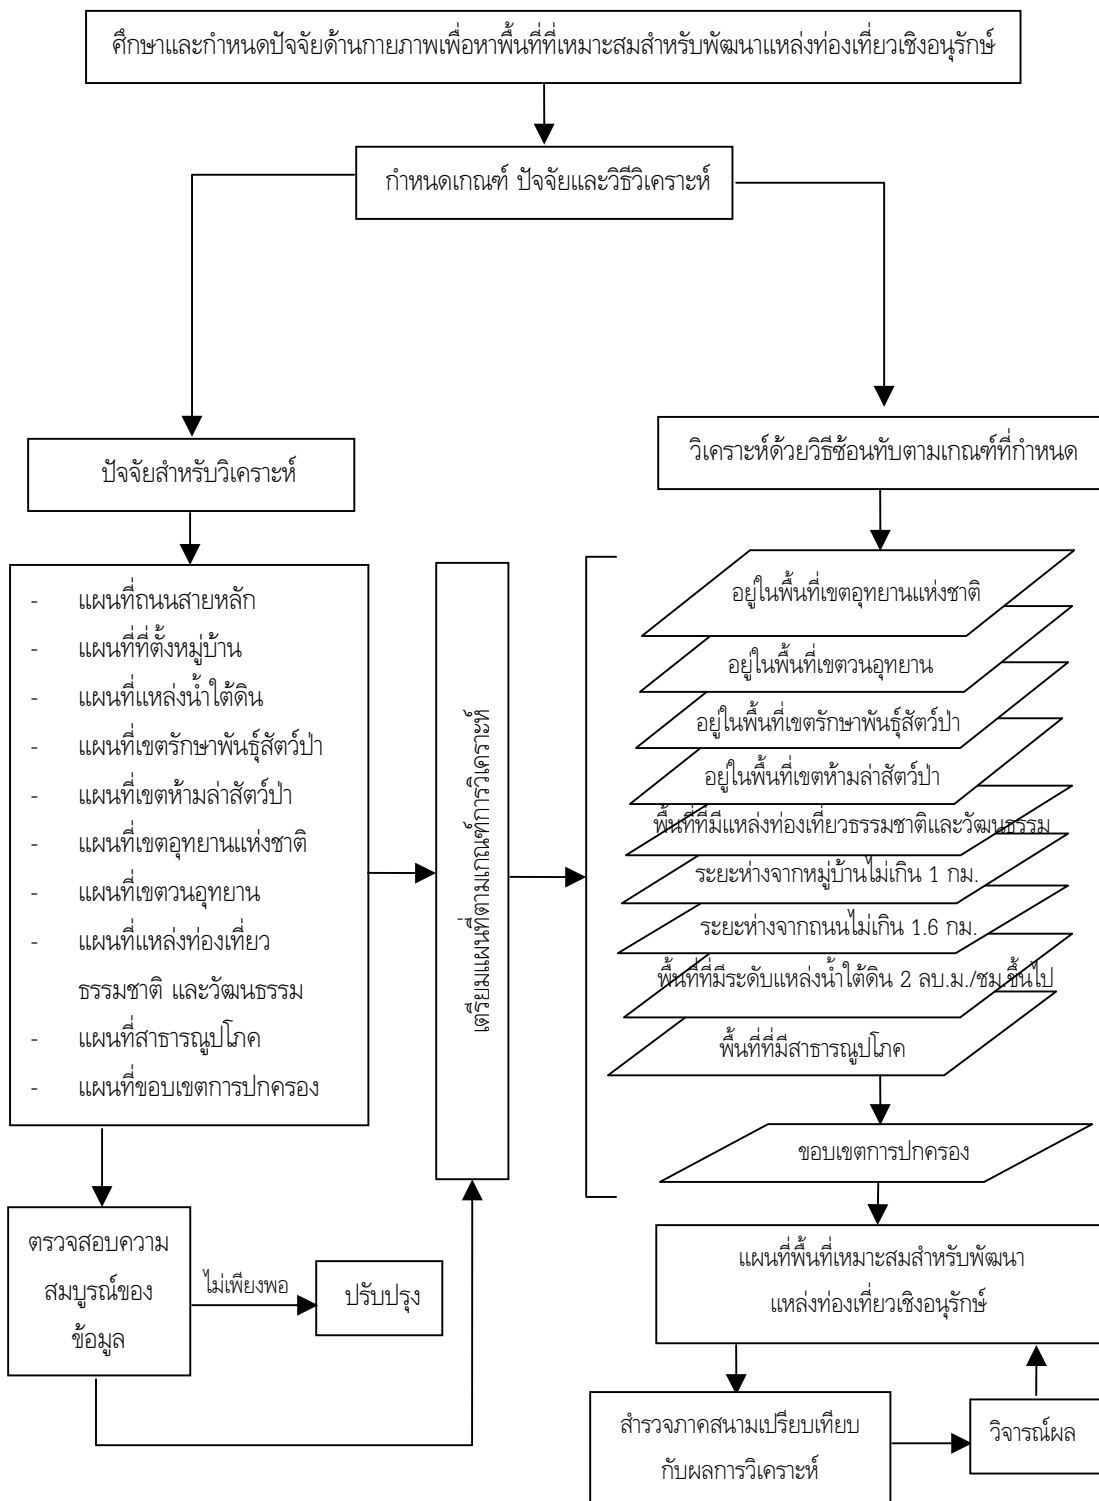 ศึกษาและกำหนดปัจจัยด้านกายภาพเพื่อหาพื้นที่ที่เหมาะสมสำหรับพัฒนาแหล่งท่องเที่ยวเชิงอนุรักษ์
กำหนดเกณฑ์ ปัจจัยและวิธีวิเคราะห์
ปัจจัยสำหรับวิเคราะห์
- แผนที่ถนนสายหลัก
- แผนที่ที่ตั้งหมู่บ้าน
- แผนที่แหล่งน้ำใต้ดิน
- แผนที่เขตรักษาพันธุ์สัตว์ป่า
- แผนที่เขตห้ามล่าสัตว์ป่า
- แผนที่เขตอุทยานแห่งชาติ
- แผนที่เขตวนอุทยาน
- แผนที่แหล่งท่องเที่ยว
ธรรมชาติ และวัฒนธรรม
- แผนที่สาธารณูปโภค
- แผนที่ขอบเขตการปกครอง
ตรวจสอบความ
สมบูรณ์ของ
ข้อมูล
ไม่เพียงพอ
ปรับปรุง
เตรียมแผนที่ตามเกณฑ์การวิเคราะห์
วิเคราะห์ด้วยวิธีซ้อนทับตามเกณฑ์ที่กำหนด
อยู่ในพื้นที่เขตอุทยานแห่งชาติ
อยู่ในพื้นที่เขตวนอุทยาน
อยู่ในพื้นที่เขตรักษาพันธุ์สัตว์ป่า
อยู่ในพื้นที่เขตห้ามล่าสัตว์ป่า
พื้นที่ที่มีแหล่งท่องเที่ยวธรรมชาติและวัฒนธรรม
ระยะห่างจากหมู่บ้านไม่เกิน 1 กม.
ระยะห่างจากถนนไม่เกิน 1.6 กม.
พื้นที่ที่มีระดับแหล่งน้ำใต้ดิน 2 ลบ.ม./ชม.ขึ้นไป
พื้นที่ที่มีสาธารณูปโภค
ขอบเขตการปกครอง
แผนที่พื้นที่เหมาะสมสำหรับพัฒนา
แหล่งท่องเที่ยวเชิงอนุรักษ์
สำรวจภาคสนามเปรียบเทียบ
กับผลการวิเคราะห์
วิจารณ์ผล